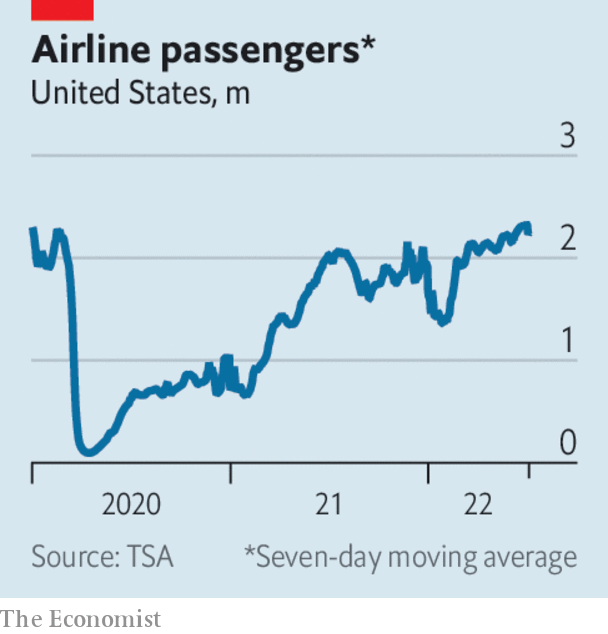 Airline passengers*
United States, m
3
2
1
0
2020 21 22
Source: TSA *Seven-day moving average
The Economist